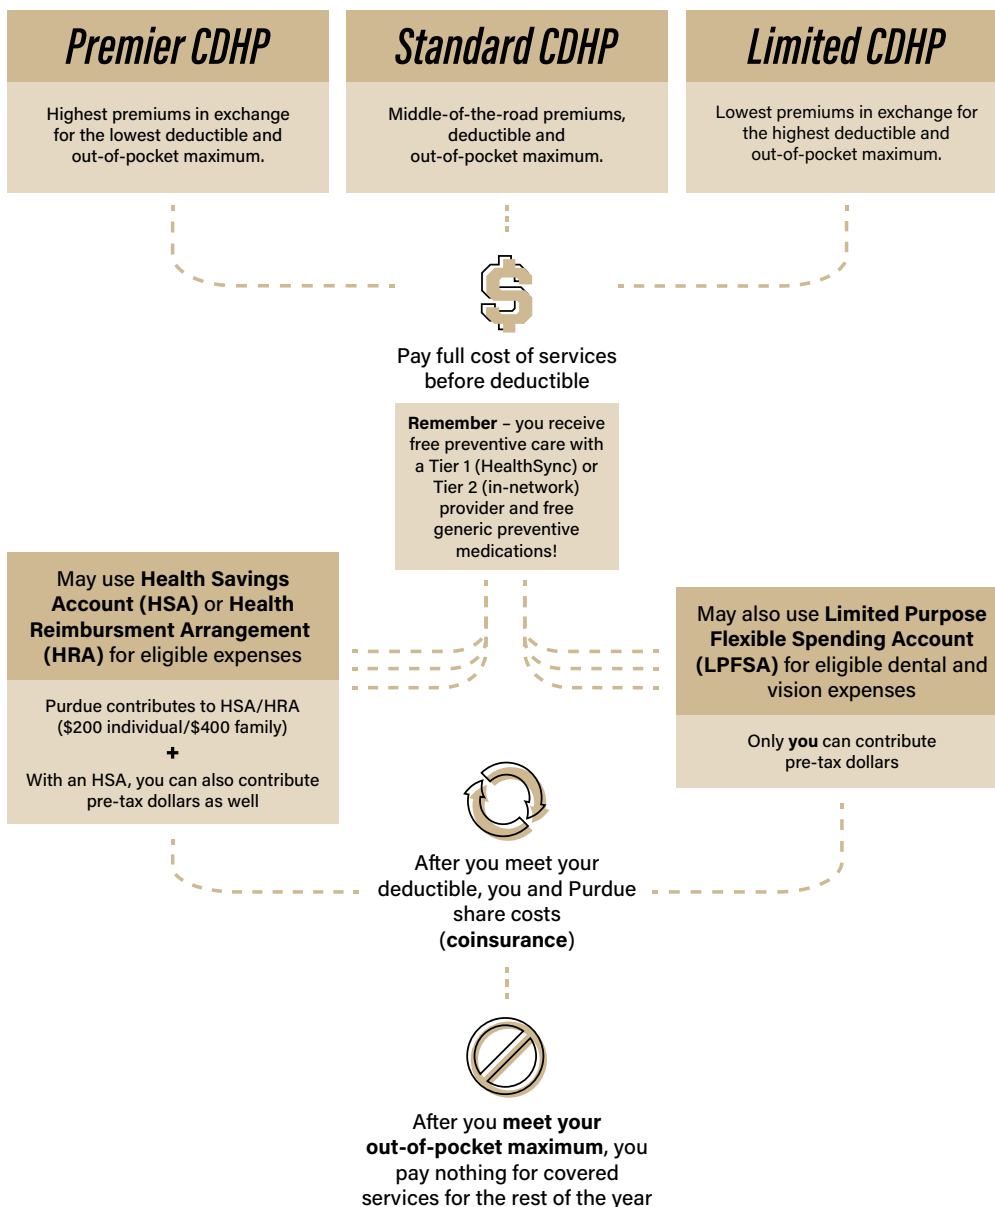 Premier CDHP
Highest premiums in exchange
for the lowest deductible and
out-of-pocket maximum.
Standard CDHP
Middle-of-the-road premiums,
deductible and
out-of-pocket maximum.
Limited CDHP
Lowest premiums in exchange for
the highest deductible and
out-of-pocket maximum.
$
Pay full cost of services
before deductible
Remember – you receive
free preventive care with
a Tier 1 (HealthSync) or
Tier 2 (in-network)
provider and free
generic preventive
medications!
May use Health Savings
Account (HSA) or Health
Reimbursment Arrangement
(HRA) for eligible expenses
Purdue contributes to HSA/HRA
($200 individual/$400 family)
+
With an HSA, you can also contribute
pre-tax dollars as well
May also use Limited Purpose
Flexible Spending Account
(LPFSA) for eligible dental and
vision expenses
Only you can contribute
pre-tax dollars
After you meet your
deductible, you and Purdue
share costs
(coinsurance)
After you meet your
out-of-pocket maximum, you
pay nothing for covered
services for the rest of the year